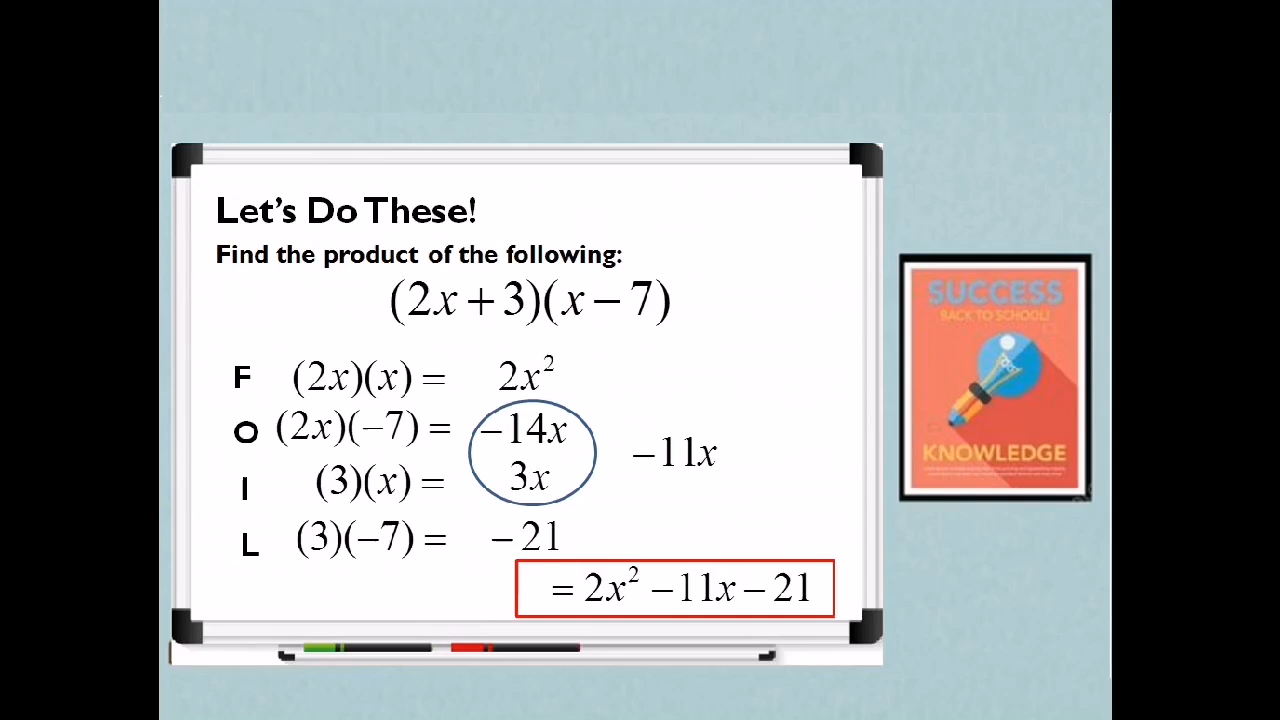 Let's Do These!
Find the product of the following:
(2x + 3)(x − 7)
F (2x)(x) = 2x²
O (2x)(−7) = −14x
−11x
I (3)(x) = 3x
L (3)(−7) = −21
= 2x² − 11x − 21
SUCCESS
BACK TO SCHOOL!
KNOWLEDGE